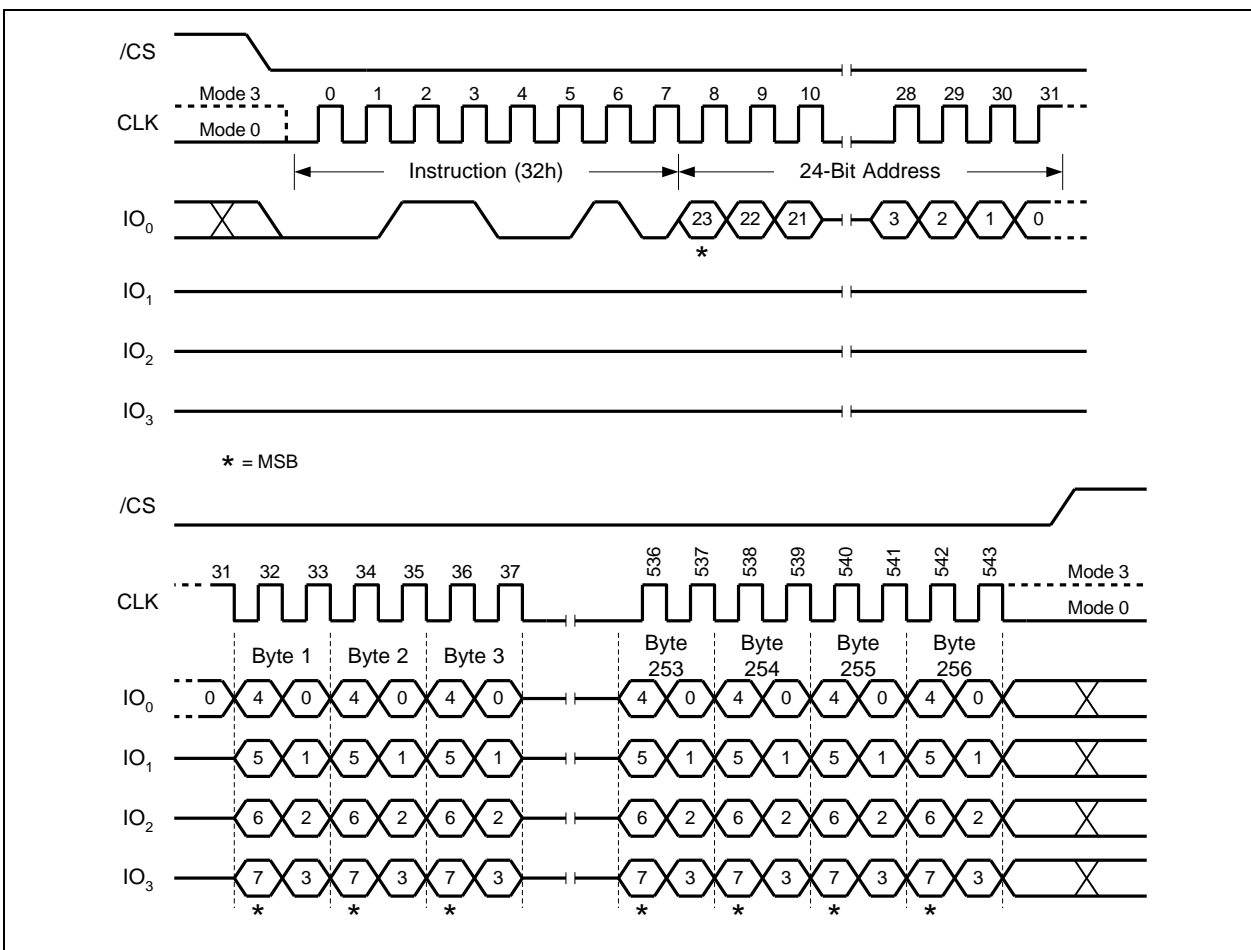 /CS
Mode 3 0 1 2 3 4 5 6 7 8 9 10 28 29 30 31
CLK
Mode 0
Instruction (32h) 24-Bit Address
IO0 23 22 21 3 2 1 0
*
IO1
IO2
IO3
* = MSB
/CS
31 32 33 34 35 36 37 536 537 538 539 540 541 542 543 Mode 3
CLK
Mode 0
Byte 1 Byte 2 Byte 3 Byte 253 Byte 254 Byte 255 Byte 256
IO0 0 4 0 4 0 4 0 4 0 4 0 4 0 4 0
IO1 5 1 5 1 5 1 5 1 5 1 5 1 5 1
IO2 6 2 6 2 6 2 6 2 6 2 6 2 6 2
IO3 7 3 7 3 7 3 7 3 7 3 7 3 7 3
* * * * * * *